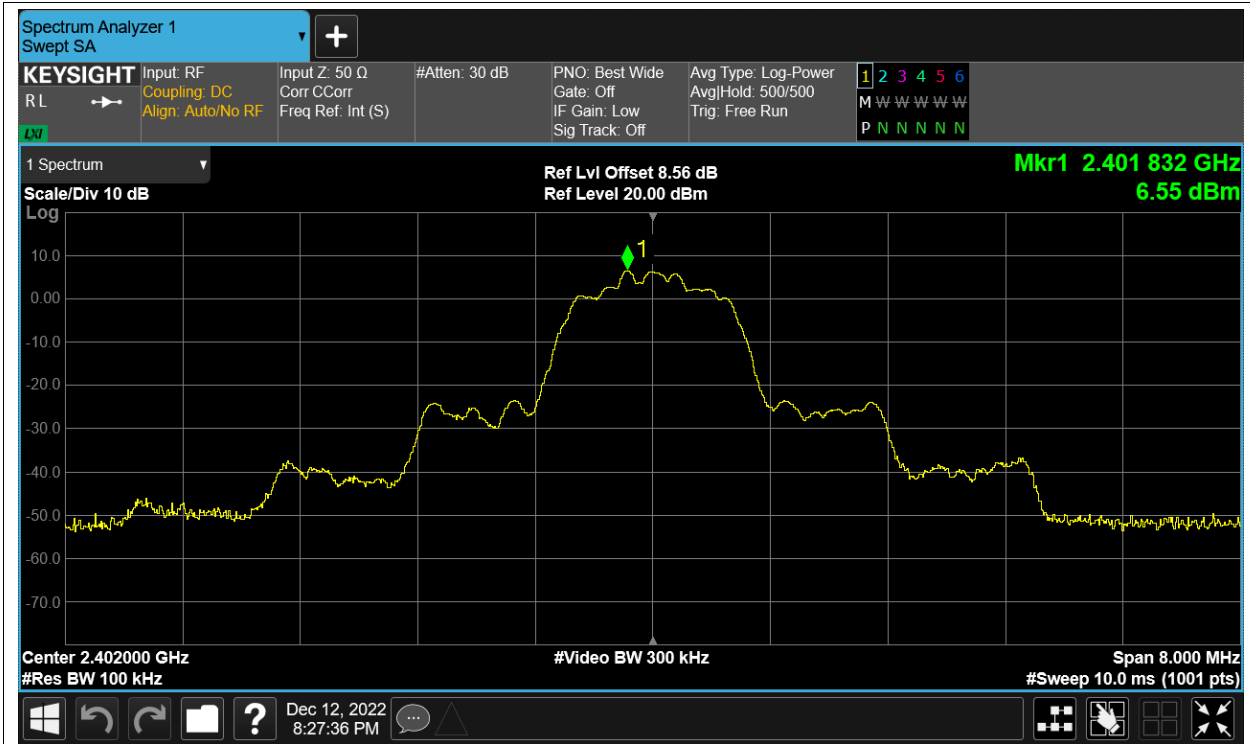 Spectrum Analyzer 1
Swept SA
KEYSIGHT
R L
LXI
Input: RF
Coupling: DC
Align: Auto/No RF
Input Z: 50 Ω
Corr CCorr
Freq Ref: Int (S)
#Atten: 30 dB
PNO: Best Wide
Gate: Off
IF Gain: Low
Sig Track: Off
Avg Type: Log-Power
Avg|Hold: 500/500
Trig: Free Run
1 2 3 4 5 6
M W W W W W
P N N N N N
1 Spectrum
Scale/Div 10 dB
Log
Ref Lvl Offset 8.56 dB
Ref Level 20.00 dBm
Mkr1 2.401 832 GHz
6.55 dBm
1
10.0
0.00
-10.0
-20.0
-30.0
-40.0
-50.0
-60.0
-70.0
Center 2.402000 GHz
#Res BW 100 kHz
#Video BW 300 kHz
Span 8.000 MHz
#Sweep 10.0 ms (1001 pts)
?
Dec 12, 2022
8:27:36 PM